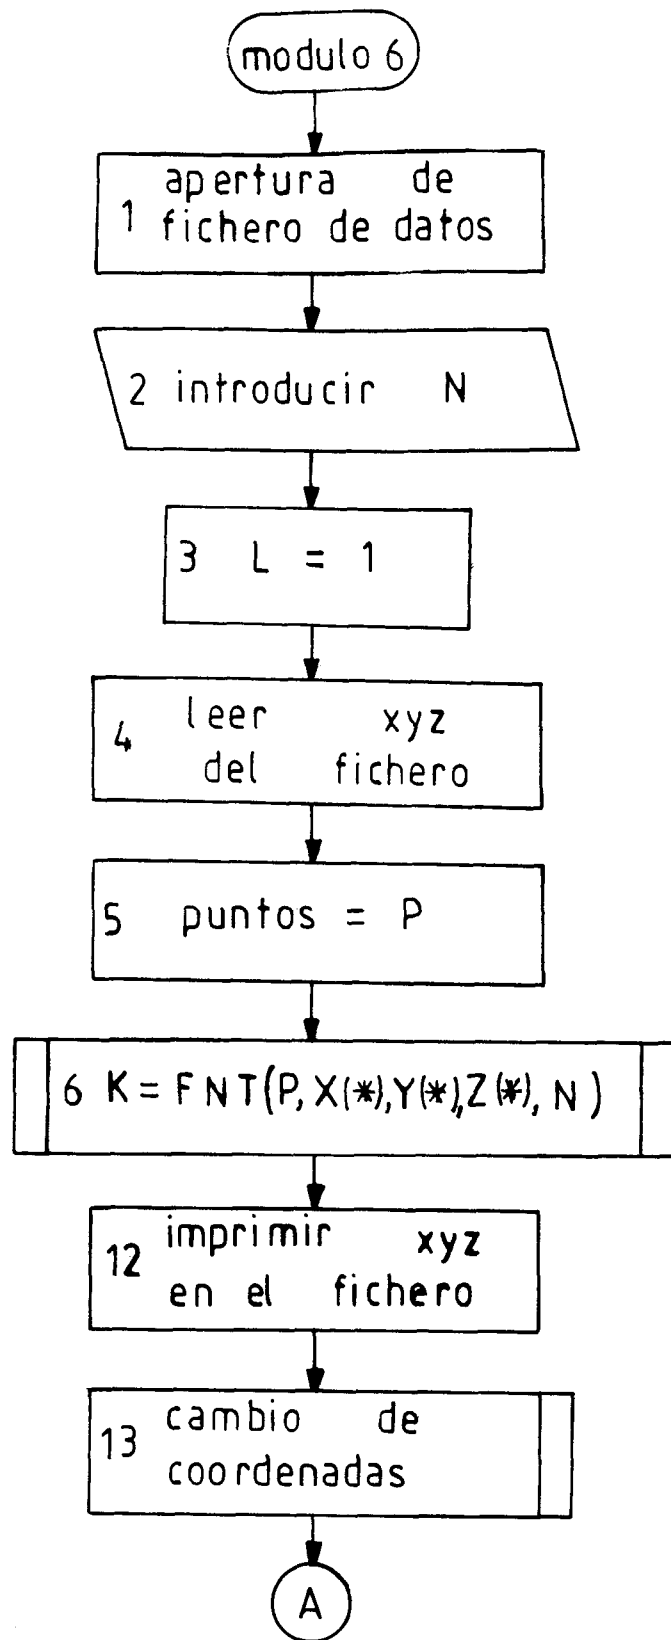 modulo 6
1 apertura de
fichero de datos
2 introducir N
3 L = 1
4 leer xyz
del fichero
5 puntos = P
6 K = FNT(P, X(*), Y(*), Z(*), N)
12 imprimir xyz
en el fichero
13 cambio de
coordenadas
A